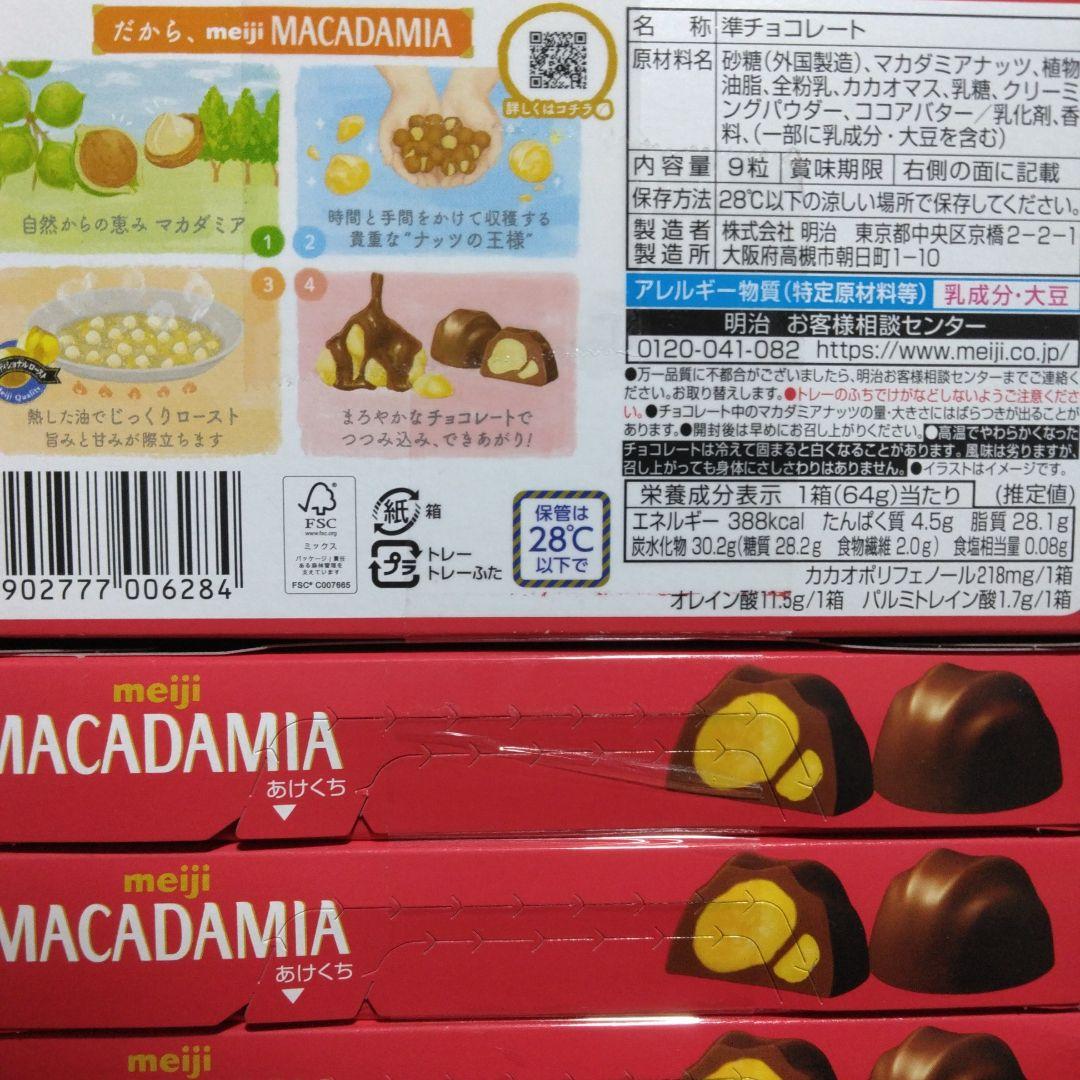 だから、meiji MACADAMIA
詳しくはコチラ
自然からの恵み マカダミア
1
2
時間と手間をかけて収穫する
貴重な"ナッツの王様"
3
4
熱した油でじっくりロースト
旨みと甘みが際立ちます
まろやかなチョコレートで
つつみ込み、できあがり!
名 称 準チョコレート
原材料名 砂糖(外国製造)、マカダミアナッツ、植物
油脂、全粉乳、カカオマス、乳糖、クリーミ
ングパウダー、ココアバター/乳化剤、香
料、(一部に乳成分・大豆を含む)
内容量 9粒 賞味期限 右側の面に記載
保存方法 28℃以下の涼しい場所で保存してください。
製造者 株式会社 明治 東京都中央区京橋2-2-1
製造所 大阪府高槻市朝日町1-10
アレルギー物質(特定原材料等) 乳成分・大豆
明治 お客様相談センター
0120-041-082 https://www.meiji.co.jp/
●万一品質に不都合がございましたら、明治お客様相談センターまでご連絡く
ださい。お取替えします。●トレーのふちでけがなどしないようご注意くださ
い。●チョコレート中のマカダミアナッツの量・大きさにはばらつきが出ることが
あります。●開封後は早めにお召し上がりください。●高温でやわらかくなった
チョコレートは冷えて固まると白くなることがあります。風味は劣りますが、
召し上がっても身体にさしさわりはありません。●イラストはイメージです。
栄養成分表示 1箱(64g)当たり (推定値)
エネルギー 388kcal たんぱく質 4.5g 脂質 28.1g
炭水化物 30.2g(糖質 28.2g 食物繊維 2.0g) 食塩相当量 0.08g
カカオポリフェノール218mg/1箱
オレイン酸11.5g/1箱 パルミトレイン酸1.7g/1箱
902777 006284
FSC
www.fsc.org
ミックス
パッケージ|責任
ある森林管理を
支えています
FSC® C007665
紙 箱
プラ トレー
トレーふた
保管は
28℃
以下で
meiji
MACADAMIA
あけくち
meiji
MACADAMIA
あけくち
meiji